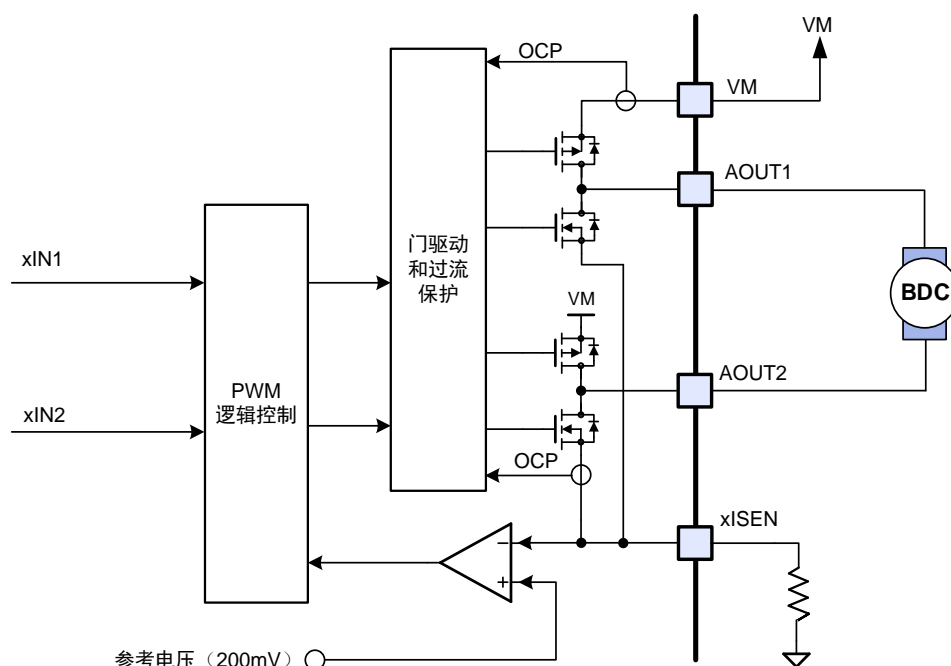 VM
OCP
VM
AOUT1
xIN1
门驱动
和过流
保护
BDC
VM
AOUT2
PWM
逻辑控制
xIN2
OCP
xISEN
−
+
参考电压（200mV）